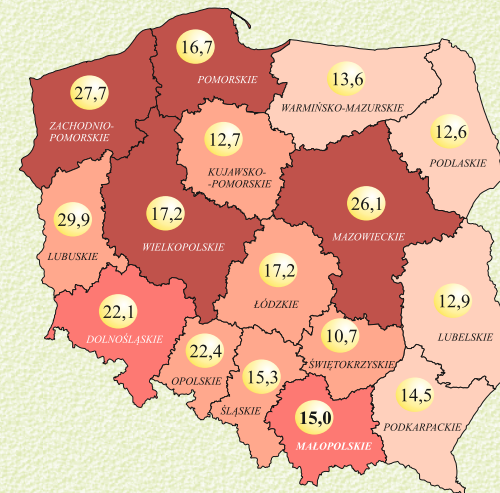 16,7
POMORSKIE
27,7
ZACHODNIO-
POMORSKIE
13,6
WARMIŃSKO-MAZURSKIE
12,6
PODLASKIE
12,7
KUJAWSKO-
-POMORSKIE
29,9
LUBUSKIE
17,2
WIELKOPOLSKIE
26,1
MAZOWIECKIE
17,2
ŁÓDZKIE
12,9
LUBELSKIE
22,1
DOLNOŚLĄSKIE
22,4
OPOLSKIE
15,3
ŚLĄSKIE
10,7
ŚWIĘTOKRZYSKIE
15,0
MAŁOPOLSKIE
14,5
PODKARPACKIE